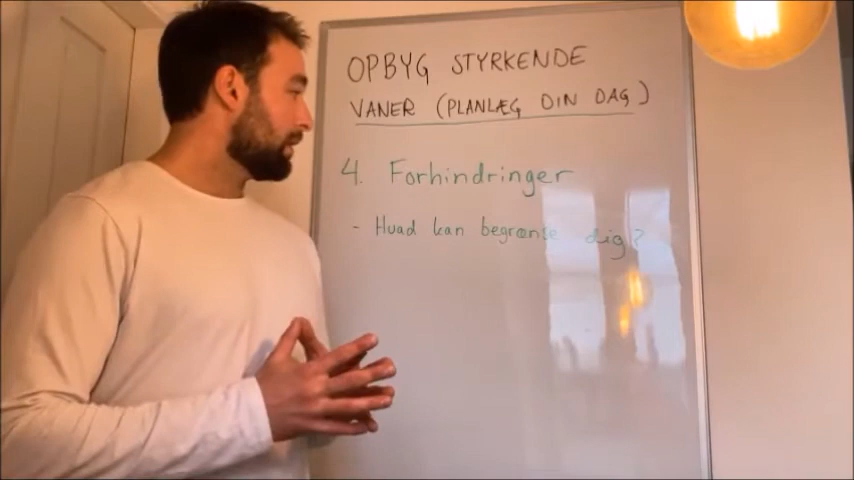 OPBYG STYRKENDE
VANER (PLANLÆG DIN DAG)
4. Forhindringer
- Hvad kan begrænse dig?